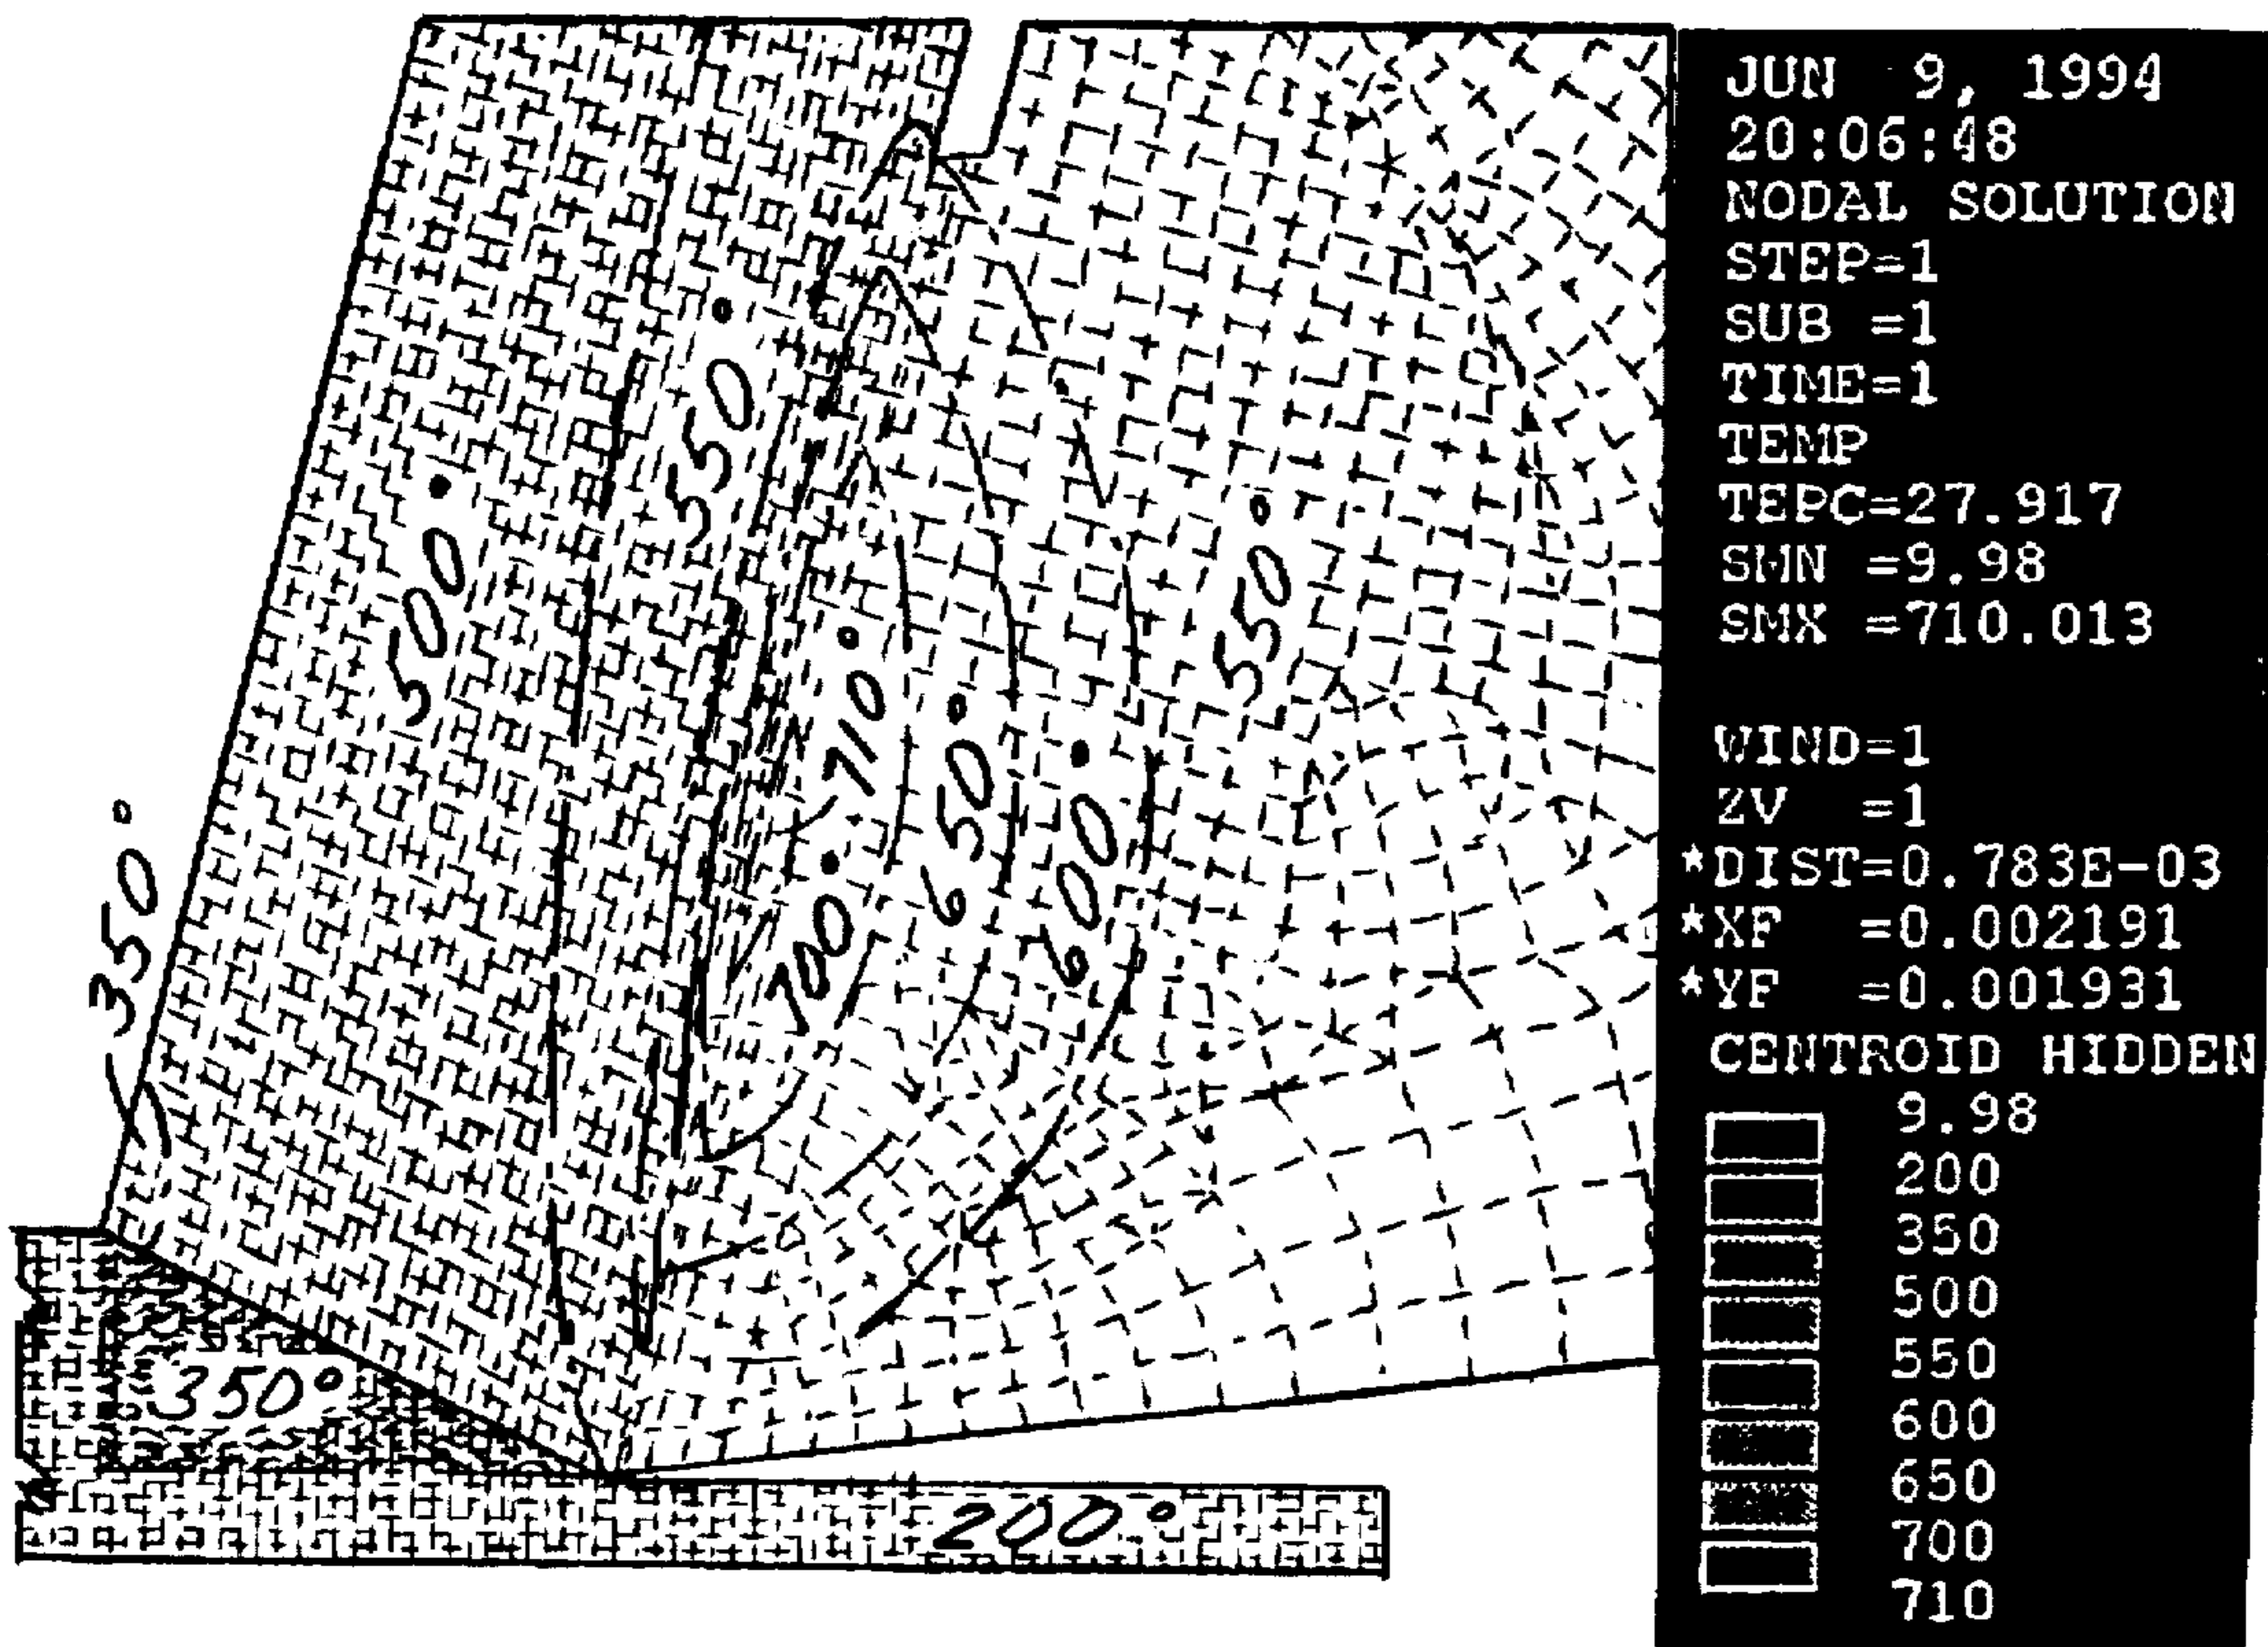 500°
550°
350°
710°
700°
650°
600°
550°
350°
200°
JUN 9, 1994
20:06:48
NODAL SOLUTION
STEP=1
SUB =1
TIME=1
TEMP
TEPC=27.917
SMN =9.98
SMX =710.013
WIND=1
ZV =1
*DIST=0.783E-03
*XF =0.002191
*YF =0.001931
CENTROID HIDDEN
9.98
200
350
500
550
600
650
700
710